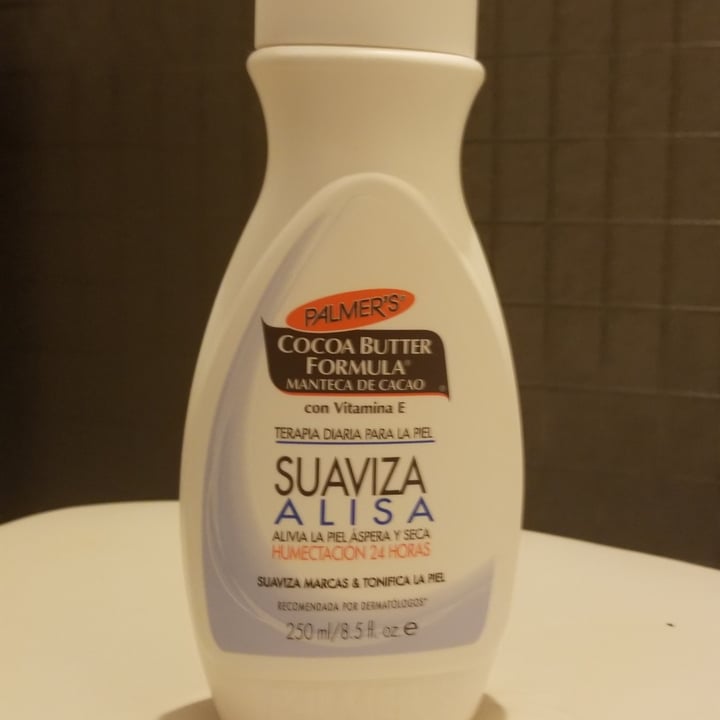 PALMER'S
COCOA BUTTER
FORMULA®
MANTECA DE CACAO ®
con Vitamina E
TERAPIA DIARIA PARA LA PIEL
SUAVIZA
ALISA
ALIVIA LA PIEL ÁSPERA Y SECA
HUMECTACIÓN 24 HORAS
SUAVIZA MARCAS & TONIFICA LA PIEL
RECOMENDADA POR DERMATÓLOGOS*
250 ml/8.5 fl. oz. ℮